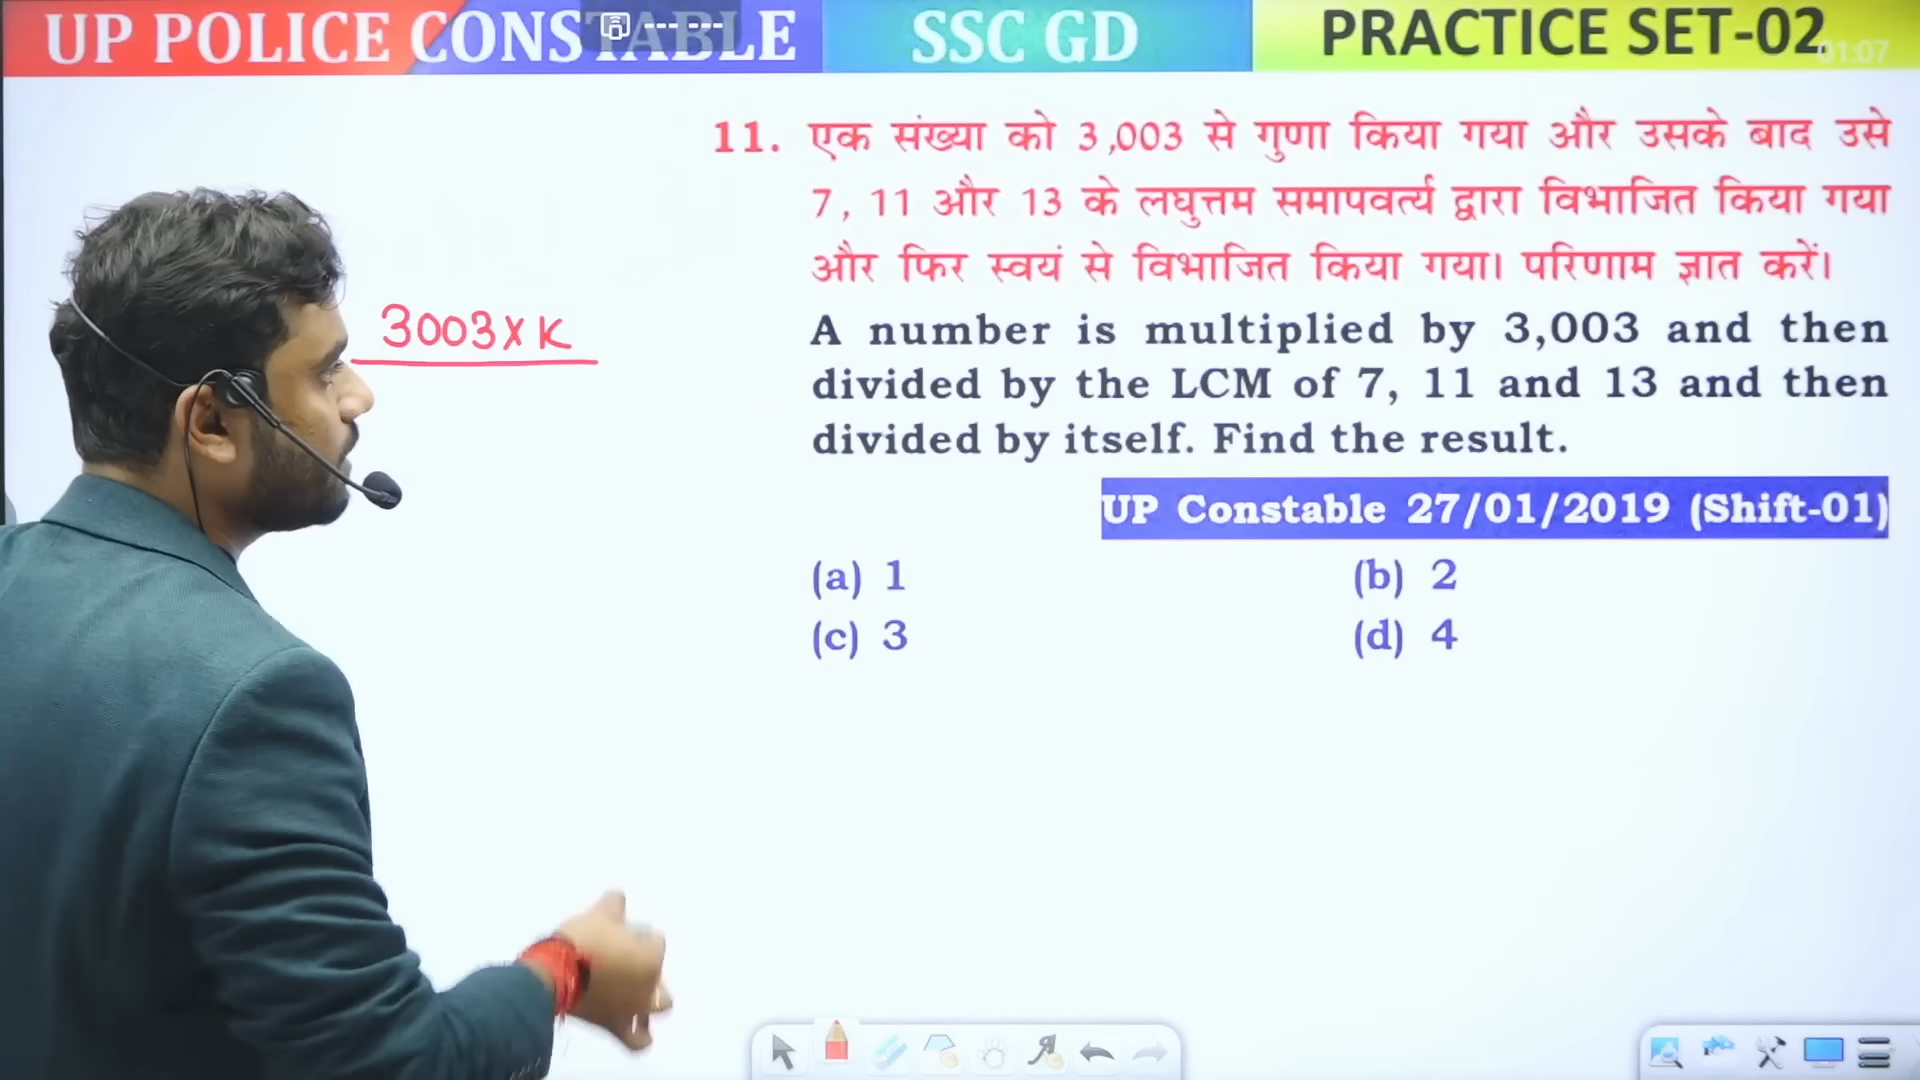 UP POLICE CONSTABLE SSC GD PRACTICE SET-02
01:07
11. एक संख्या को 3,003 से गुणा किया गया और उसके बाद उसे
7, 11 और 13 के लघुत्तम समापवर्त्य द्वारा विभाजित किया गया
और फिर स्वयं से विभाजित किया गया। परिणाम ज्ञात करें।
3003 x K
A number is multiplied by 3,003 and then
divided by the LCM of 7, 11 and 13 and then
divided by itself. Find the result.
UP Constable 27/01/2019 (Shift-01)
(a) 1 (b) 2
(c) 3 (d) 4